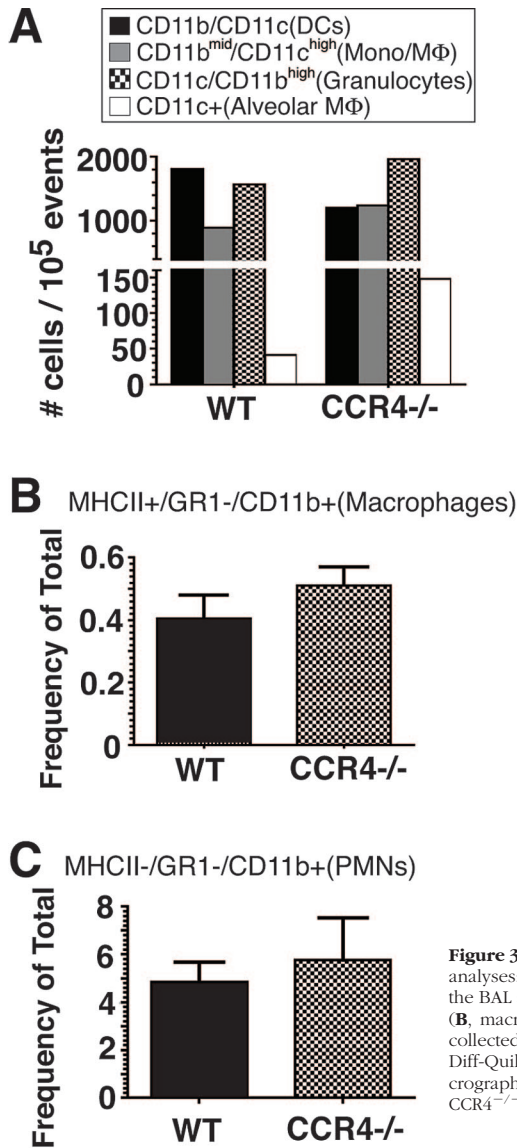 A
CD11b/CD11c(DCs)
CD11b^mid/CD11c^high(Mono/MΦ)
CD11c/CD11b^high(Granulocytes)
CD11c+(Alveolar MΦ)
# cells / 10^5 events
2000
1000
150
100
50
0
WT
CCR4-/-
B
MHCII+/GR1-/CD11b+(Macrophages)
Frequency of Total
0.6
0.4
0.2
0
WT
CCR4-/-
C
MHCII-/GR1-/CD11b+(PMNs)
Frequency of Total
8
6
4
2
0
WT
CCR4-/-
Figure 3
analyses.
the BAL
(B, macr
collected
Diff-Quil
crograph
CCR4^−/−